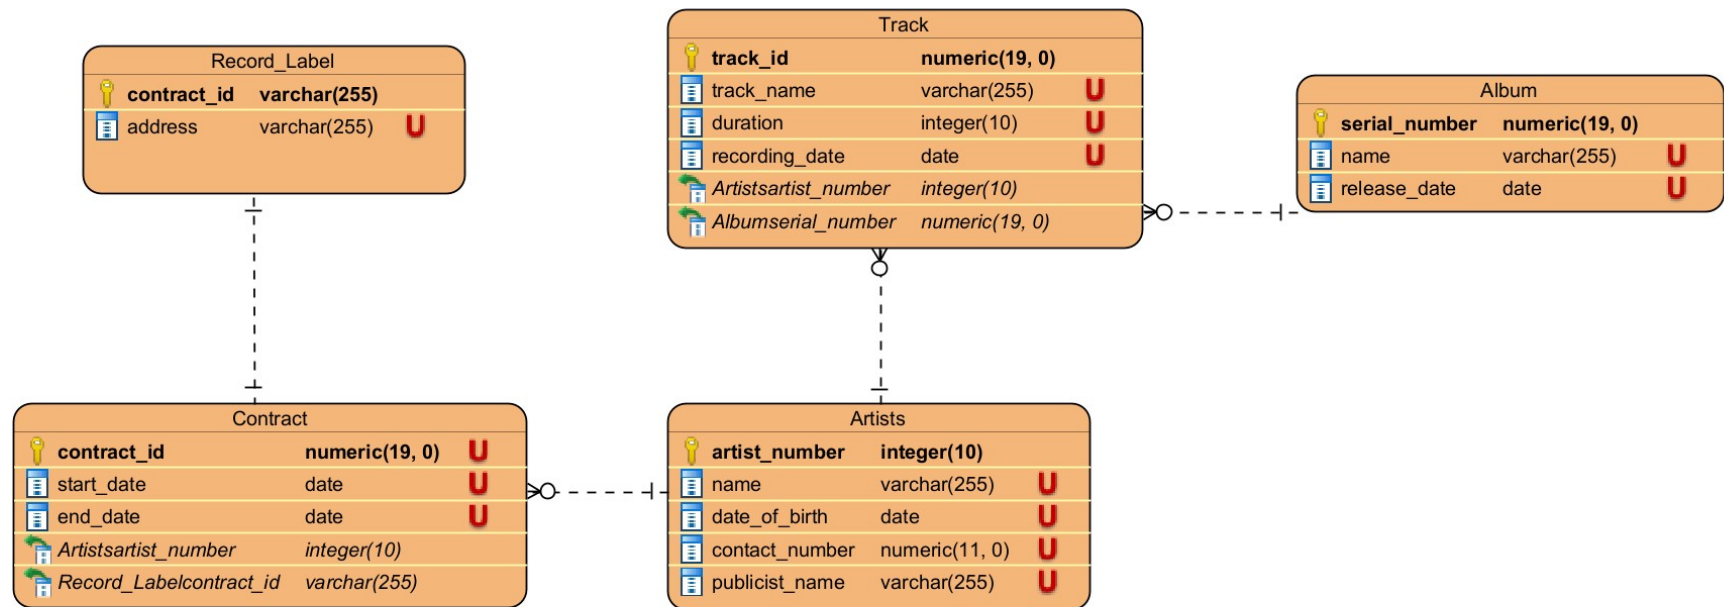 Record_Label
contract_id varchar(255)
address varchar(255) U
Track
track_id numeric(19, 0)
track_name varchar(255) U
duration integer(10) U
recording_date date U
Artistsartist_number integer(10)
Albumserial_number numeric(19, 0)
Album
serial_number numeric(19, 0)
name varchar(255) U
release_date date U
Contract
contract_id numeric(19, 0) U
start_date date U
end_date date U
Artistsartist_number integer(10)
Record_Labelcontract_id varchar(255)
Artists
artist_number integer(10)
name varchar(255) U
date_of_birth date U
contact_number numeric(11, 0) U
publicist_name varchar(255) U